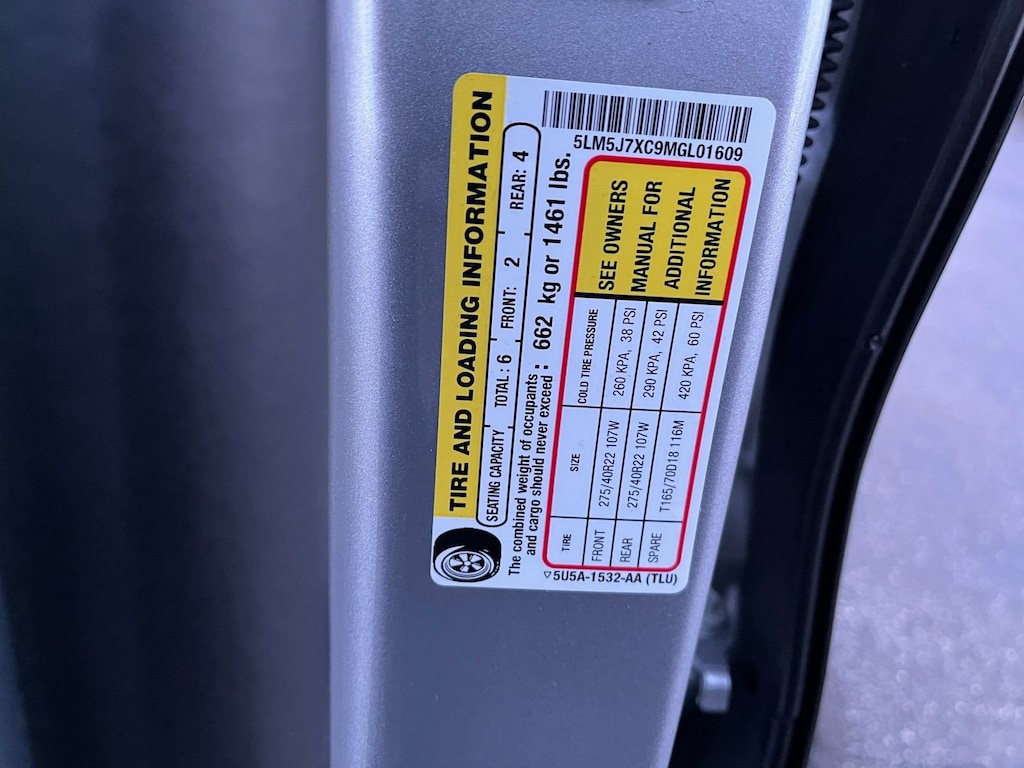 TIRE AND LOADING INFORMATION
SEATING CAPACITY TOTAL: 6 FRONT: 2 REAR: 4
The combined weight of occupants
and cargo should never exceed: 662 kg or 1461 lbs.
5LM5J7XC9MGL01609
TIRE SIZE COLD TIRE PRESSURE
FRONT 275/40R22 107W 260 KPA, 38 PSI
REAR 275/40R22 107W 290 KPA, 42 PSI
SPARE T165/70D18 116M 420 KPA, 60 PSI
SEE OWNERS
MANUAL FOR
ADDITIONAL
INFORMATION
▽5U5A-1532-AA (TLU)